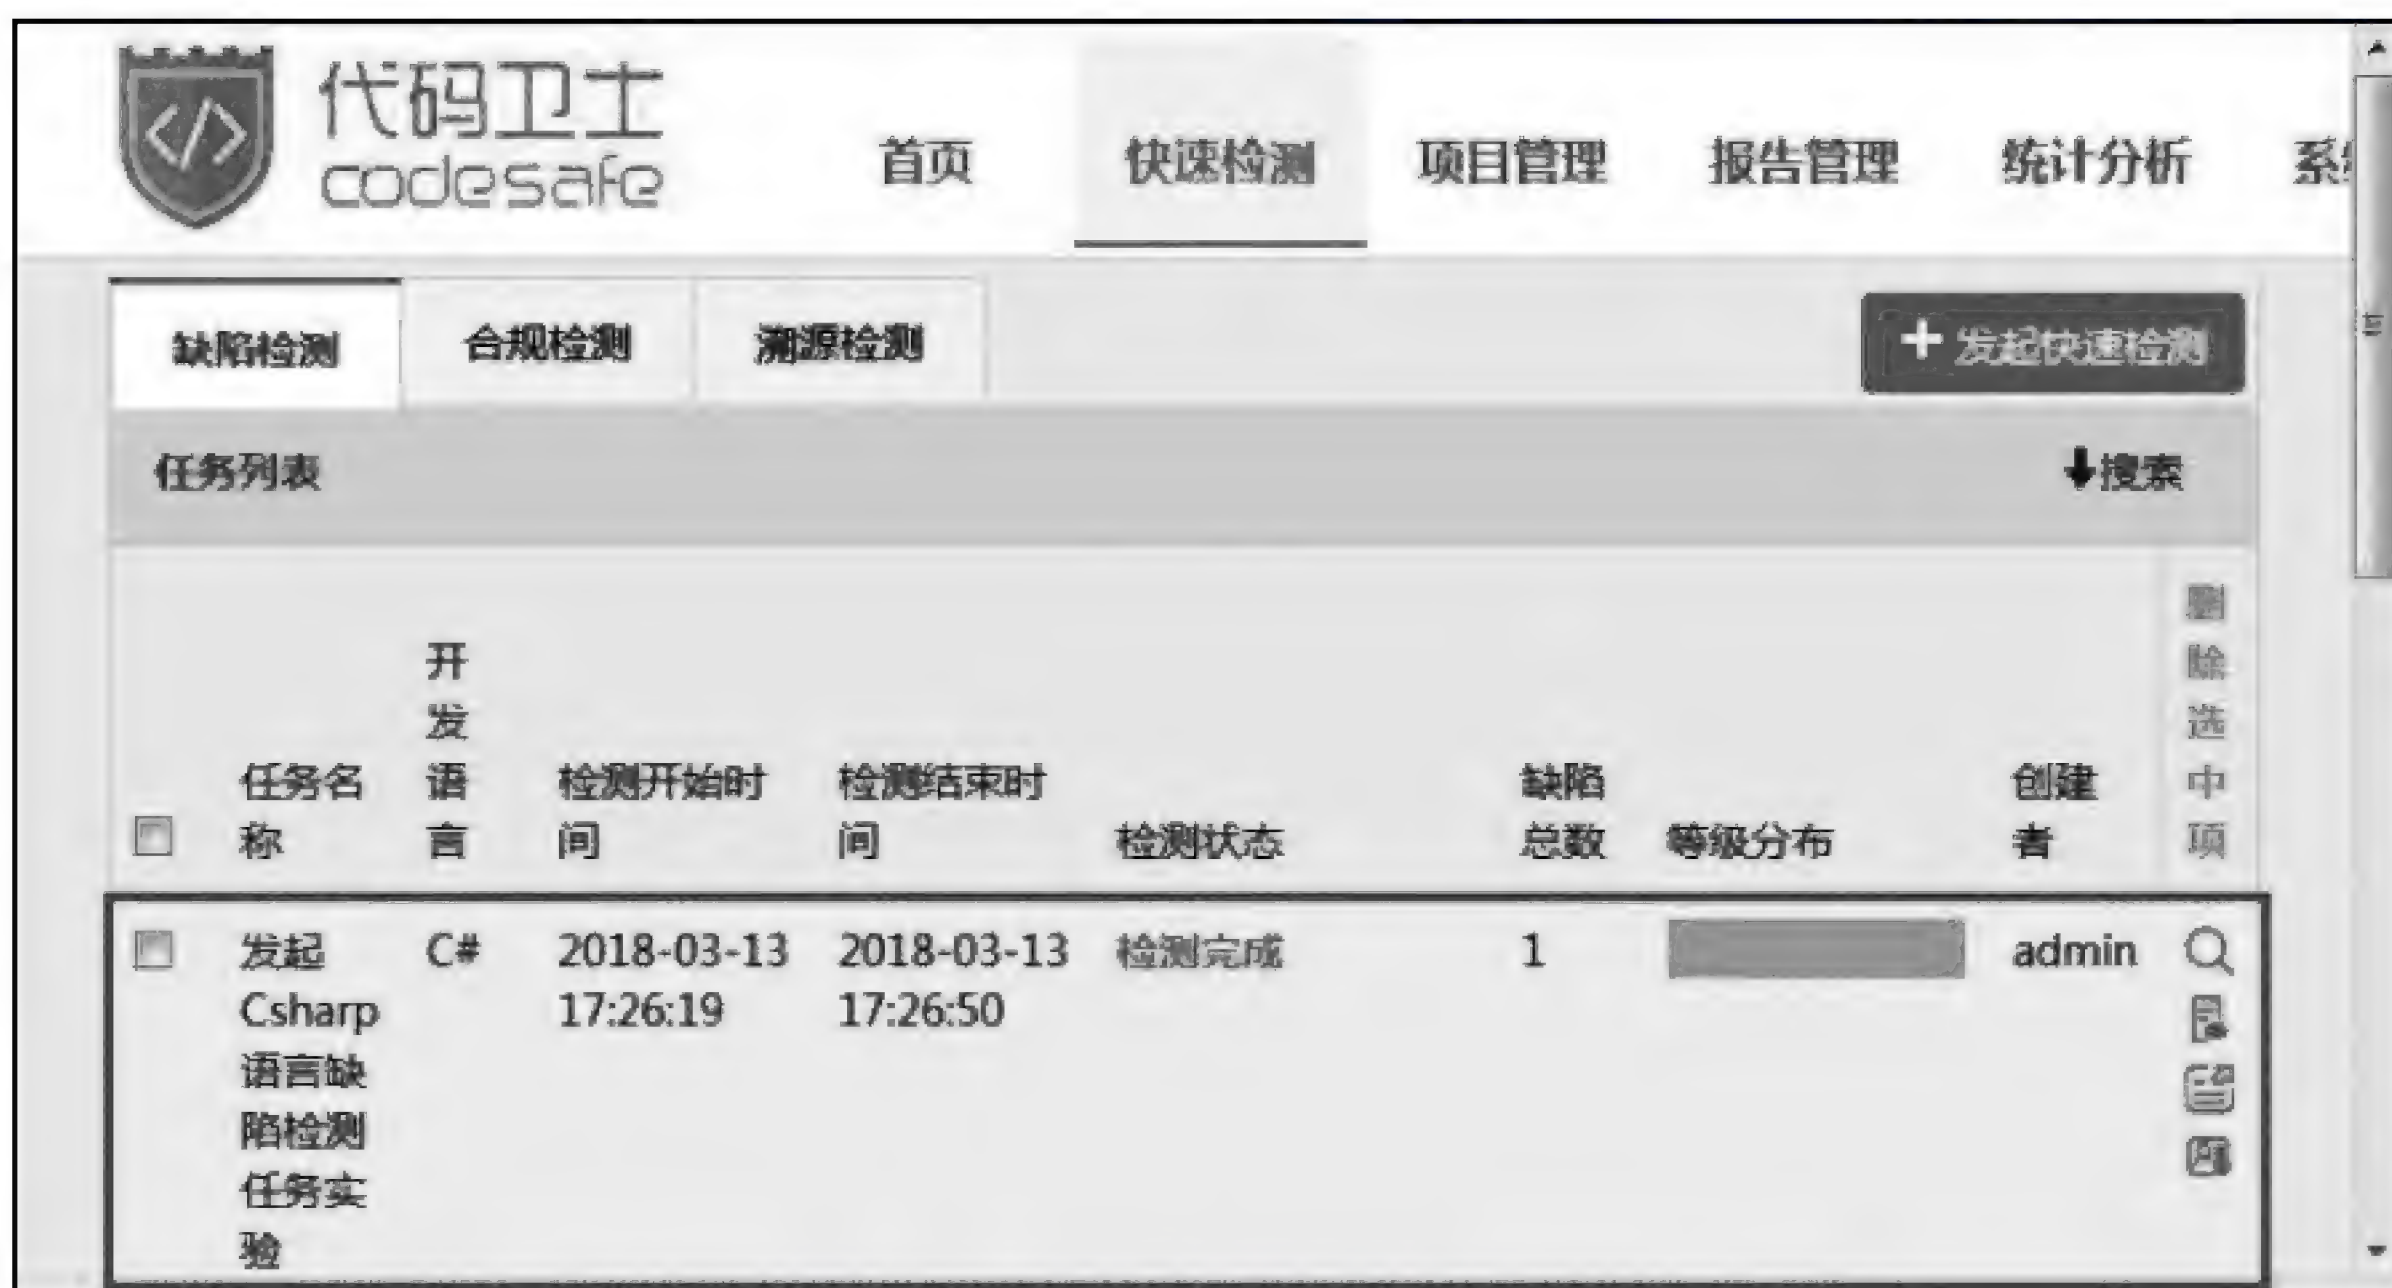 代码卫士
codesafe
首页 快速检测 项目管理 报告管理 统计分析
缺陷检测 合规检测 溯源检测 + 发起快速检测
任务列表 搜索
任务名称 开发语言 检测开始时间 检测结束时间 检测状态 缺陷总数 等级分布 创建者 删除选中项
发起 C# 2018-03-13 2018-03-13 检测完成 1 admin
Csharp 17:26:19 17:26:50
语言缺
陷检测
任务实
验